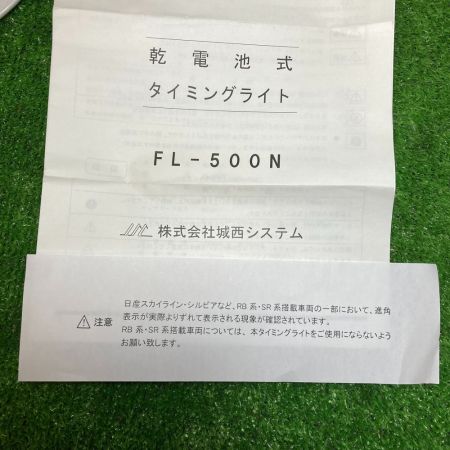 乾電池式
タイミングライト
FL-500N
株式会社城西システム
注意
日産スカイライン・シルビアなど、RB系・SR系搭載車両の一部において、進角
表示が実際よりずれて表示される現象が確認されています。
RB系・SR系搭載車両については、本タイミングライトをご使用にならないよう
お願い致します。